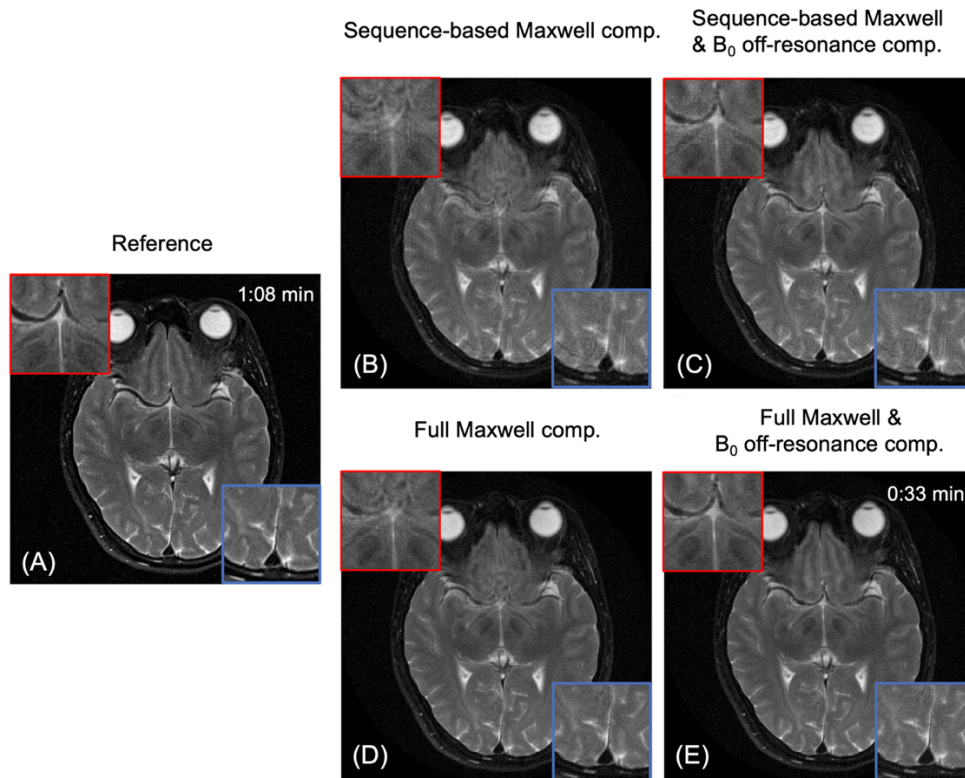 Sequence-based Maxwell comp.
Sequence-based Maxwell
& B₀ off-resonance comp.
Reference
1:08 min
(A)
(B)
(C)
Full Maxwell comp.
Full Maxwell &
B₀ off-resonance comp.
0:33 min
(D)
(E)